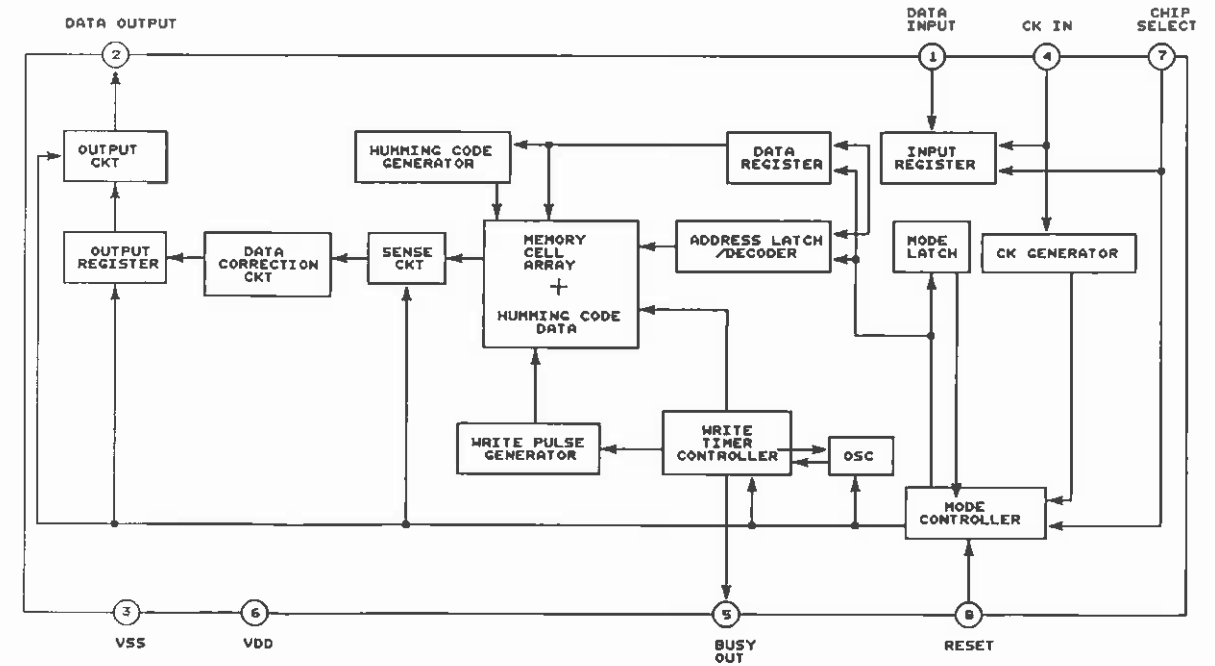 DATA OUTPUT
DATA
INPUT
CK IN
CHIP
SELECT
2
1
4
7
OUTPUT
CKT
HUMMING CODE
GENERATOR
DATA
REGISTER
INPUT
REGISTER
OUTPUT
REGISTER
DATA
CORRECTION
CKT
SENSE
CKT
MEMORY
CELL
ARRAY
+
HUMMING CODE
DATA
ADDRESS LATCH
/DECODER
MODE
LATCH
CK GENERATOR
WRITE PULSE
GENERATOR
WRITE
TIMER
CONTROLLER
OSC
MODE
CONTROLLER
3
6
5
8
VSS
VDD
BUSY
OUT
RESET